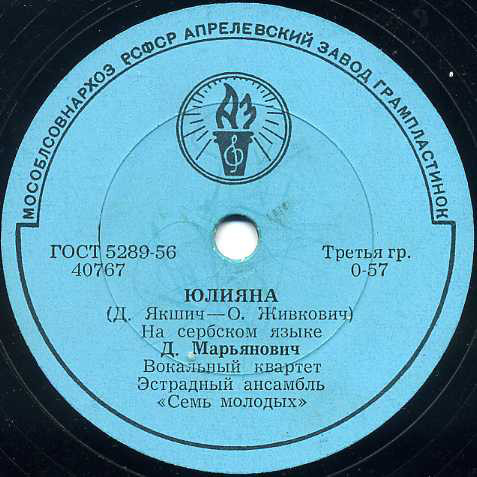 МОСОБЛСОВНАРХОЗ РСФСР АПРЕЛЕВСКИЙ ЗАВОД ГРАМПЛАСТИНОК
АЗ
ГОСТ 5289-56
40767
Третья гр.
0-57
ЮЛИЯНА
(Д. Якшич—О. Живкович)
На сербском языке
Д. Марьянович
Вокальный квартет
Эстрадный ансамбль
«Семь молодых»